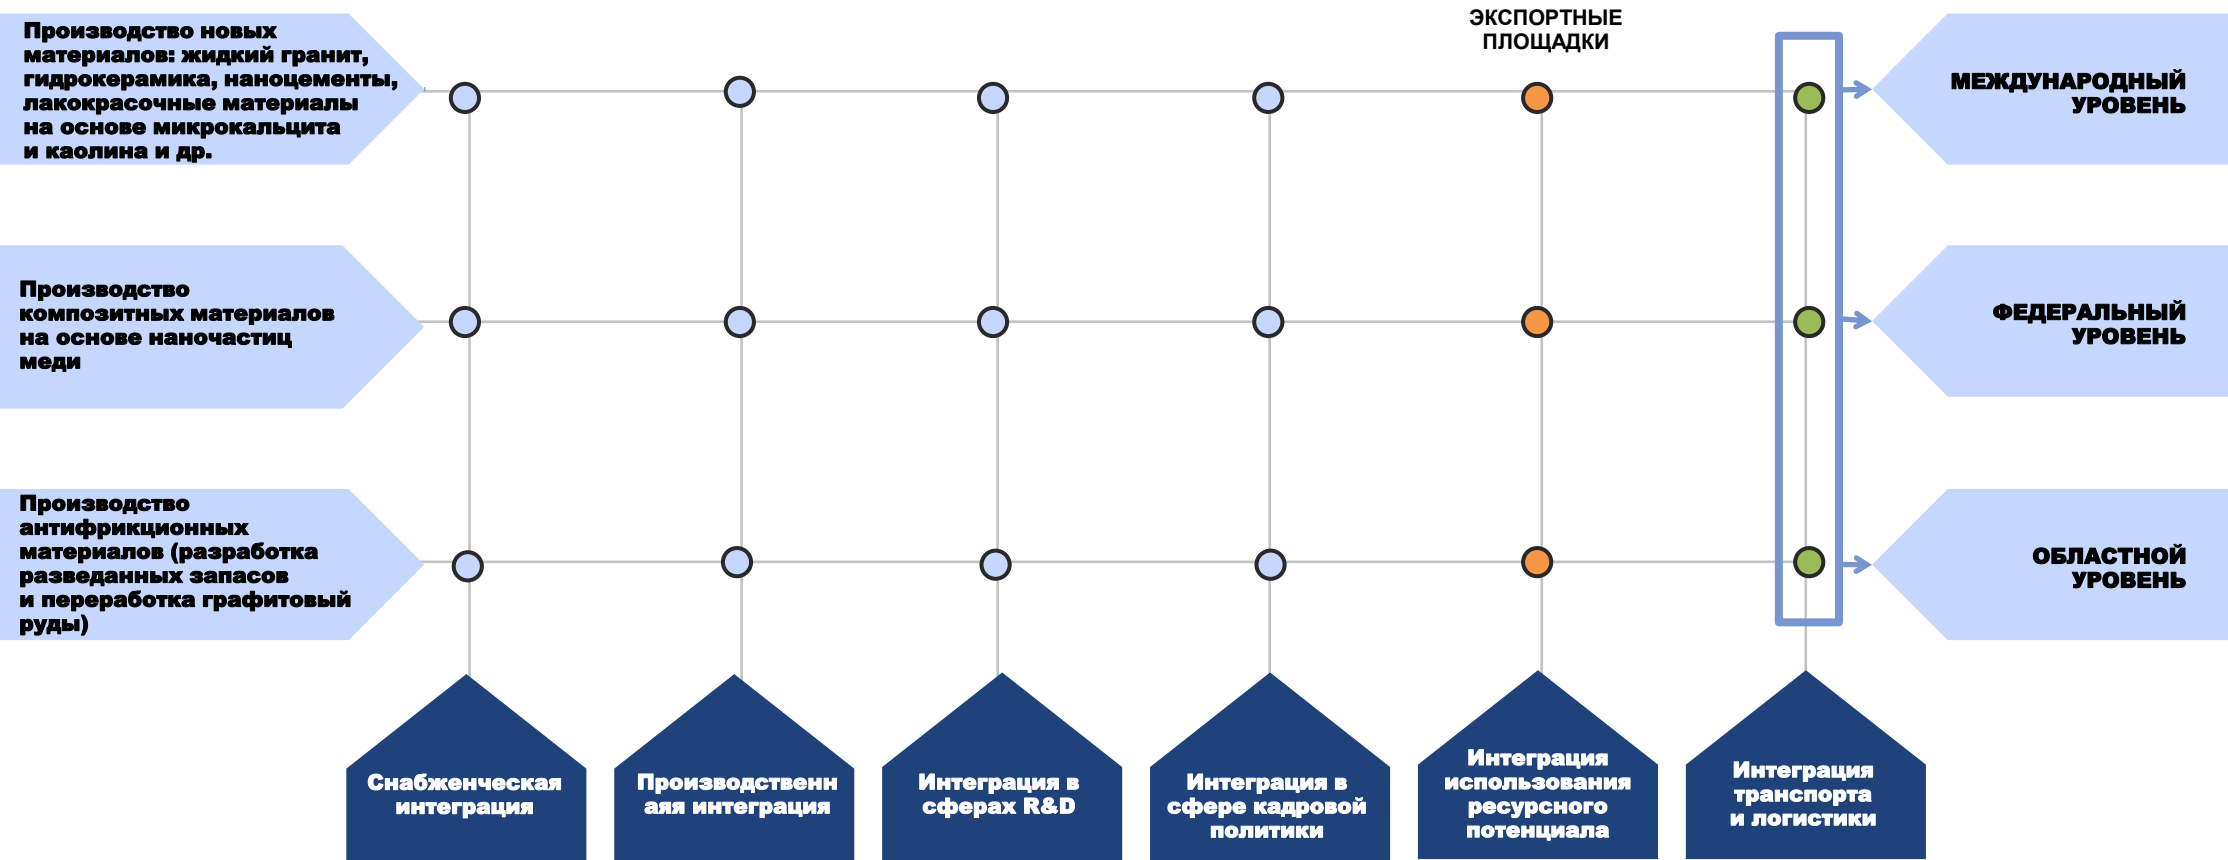 ЭКСПОРТНЫЕ
ПЛОЩАДКИ
Производство новых
материалов: жидкий гранит,
гидрокерамика, наноцементы,
лакокрасочные материалы
на основе микрокальцита
и каолина и др.
МЕЖДУНАРОДНЫЙ
УРОВЕНЬ
Производство
композитных материалов
на основе наночастиц
меди
ФЕДЕРАЛЬНЫЙ
УРОВЕНЬ
Производство
антифрикционных
материалов (разработка
разведанных запасов
и переработка графитовый
руды)
ОБЛАСТНОЙ
УРОВЕНЬ
Снабженческая
интеграция
Производственн
аяя интеграция
Интеграция в
сферах R&D
Интеграция в
сфере кадровой
политики
Интеграция
использования
ресурсного
потенциала
Интеграция
транспорта
и логистики